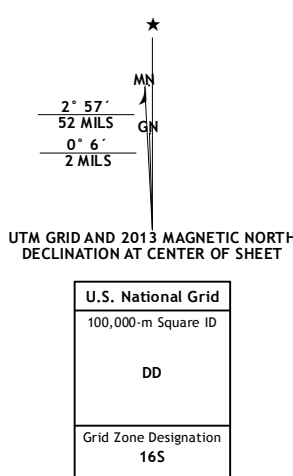 MN
2° 57´
52 MILS
GN
0° 6´
2 MILS
UTM GRID AND 2013 MAGNETIC NORTH
DECLINATION AT CENTER OF SHEET
U.S. National Grid
100,000-m Square ID
DD
Grid Zone Designation
16S